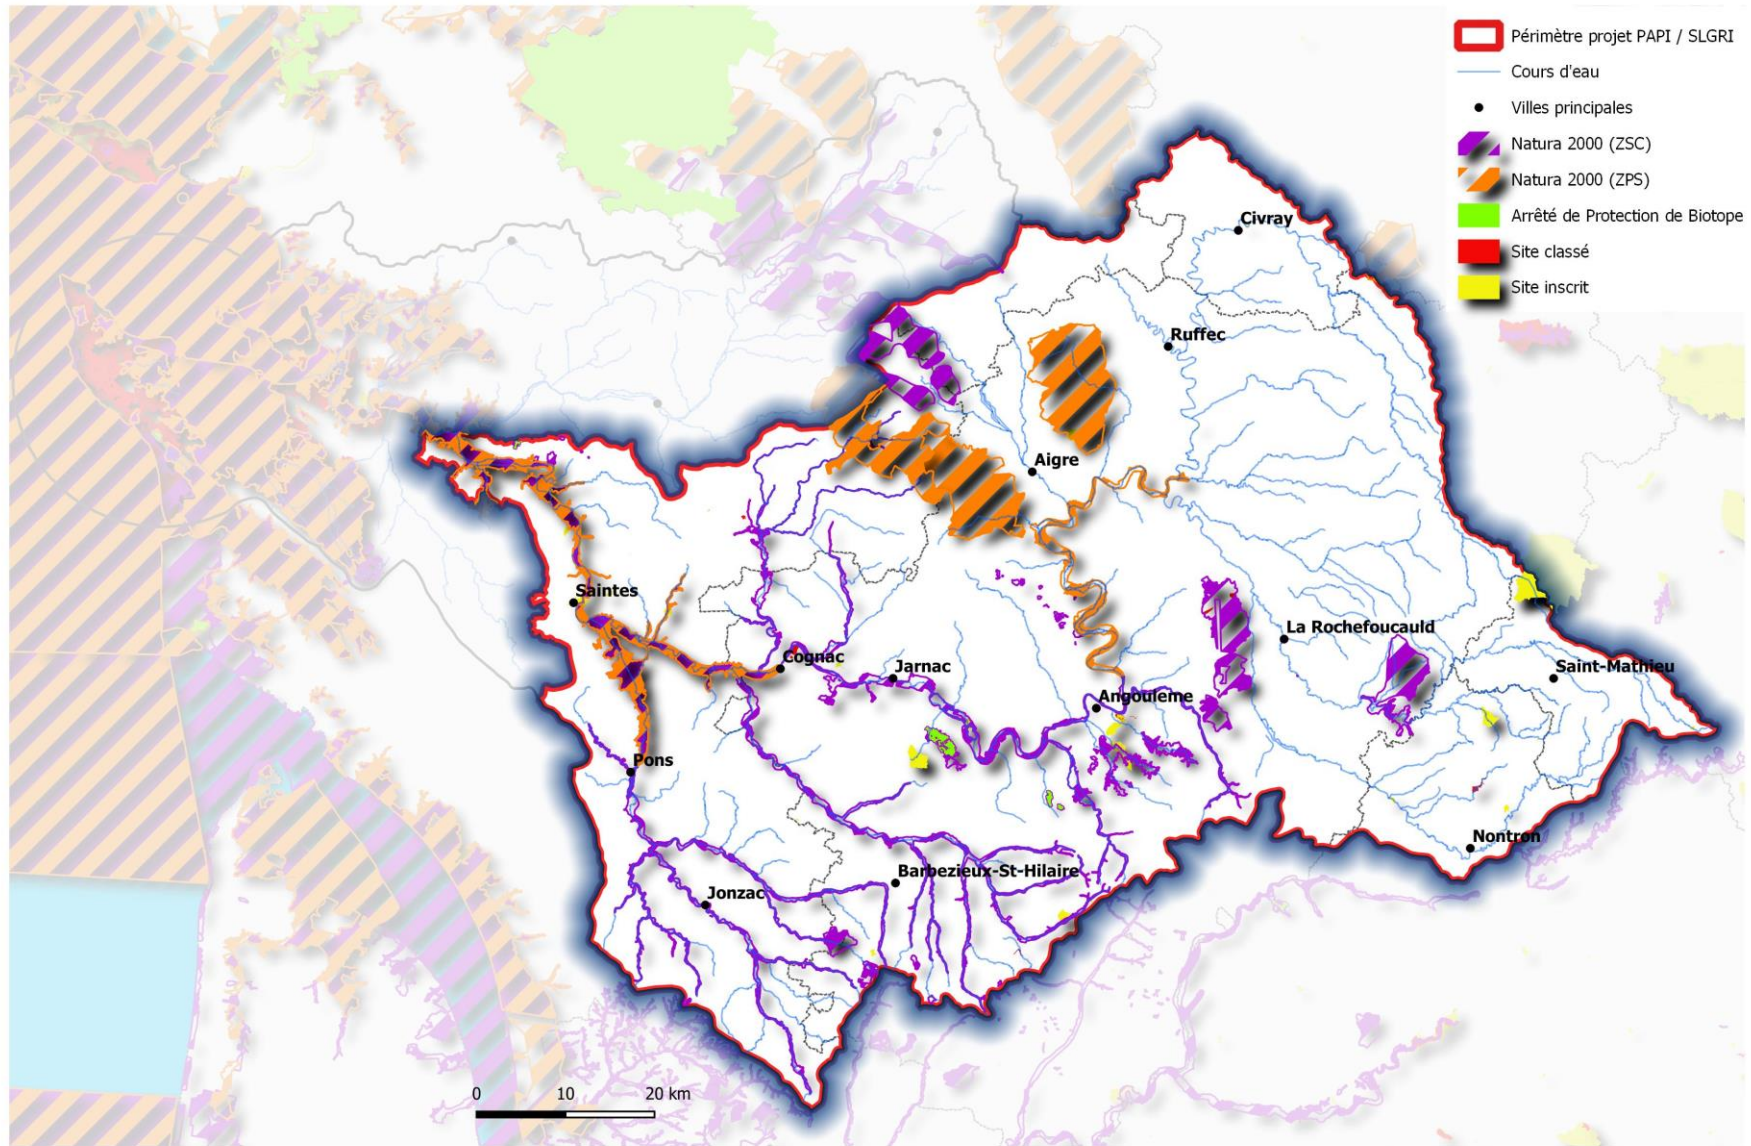 Périmètre projet PAPI / SLGRI
Cours d'eau
Villes principales
Natura 2000 (ZSC)
Natura 2000 (ZPS)
Arrêté de Protection de Biotope
Site classé
Site inscrit
Civray
Ruffec
Aigre
Saintes
La Rochefoucauld
Cognac
Jarnac
Saint-Mathieu
Angouleme
Pons
Nontron
Barbezieux-St-Hilaire
Jonzac
0 10 20 km